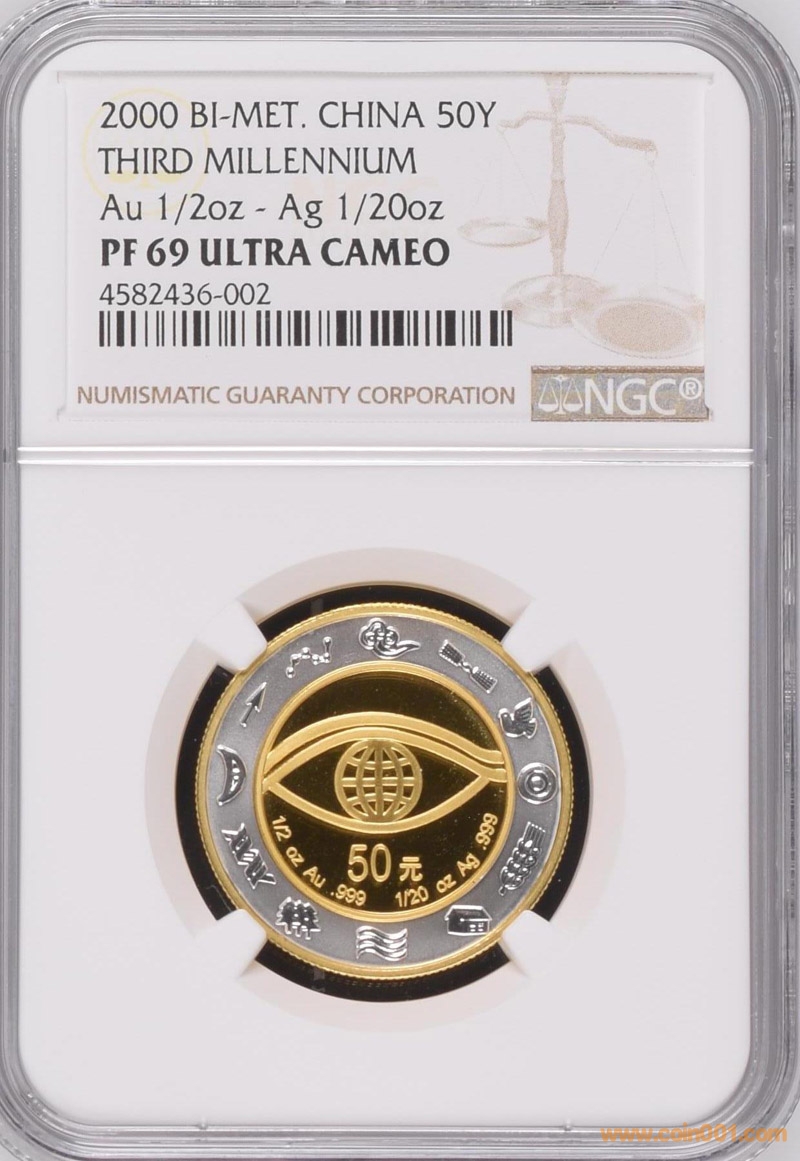 2000 BI-MET. CHINA 50Y
THIRD MILLENNIUM
Au 1/2oz - Ag 1/20oz
PF 69 ULTRA CAMEO
4582436-002
NUMISMATIC GUARANTY CORPORATION
NGC®
50元
1/2 oz Au .999
1/20 oz Ag .999
www.coin001.com